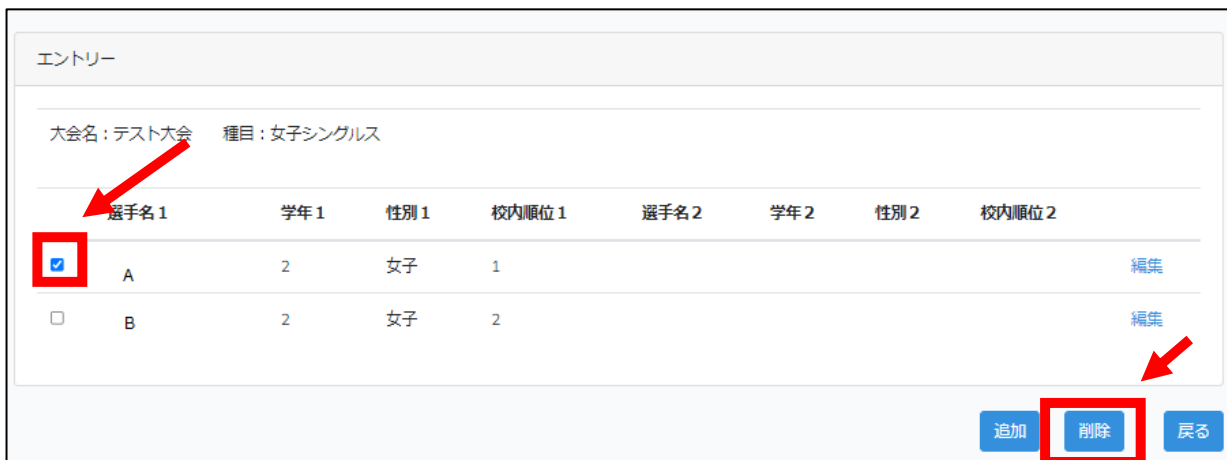 エントリー
大会名：テスト大会　種目：女子シングルス
選手名1 学年1 性別1 校内順位1 選手名2 学年2 性別2 校内順位2
A 2 女子 1 編集
B 2 女子 2 編集
追加 削除 戻る